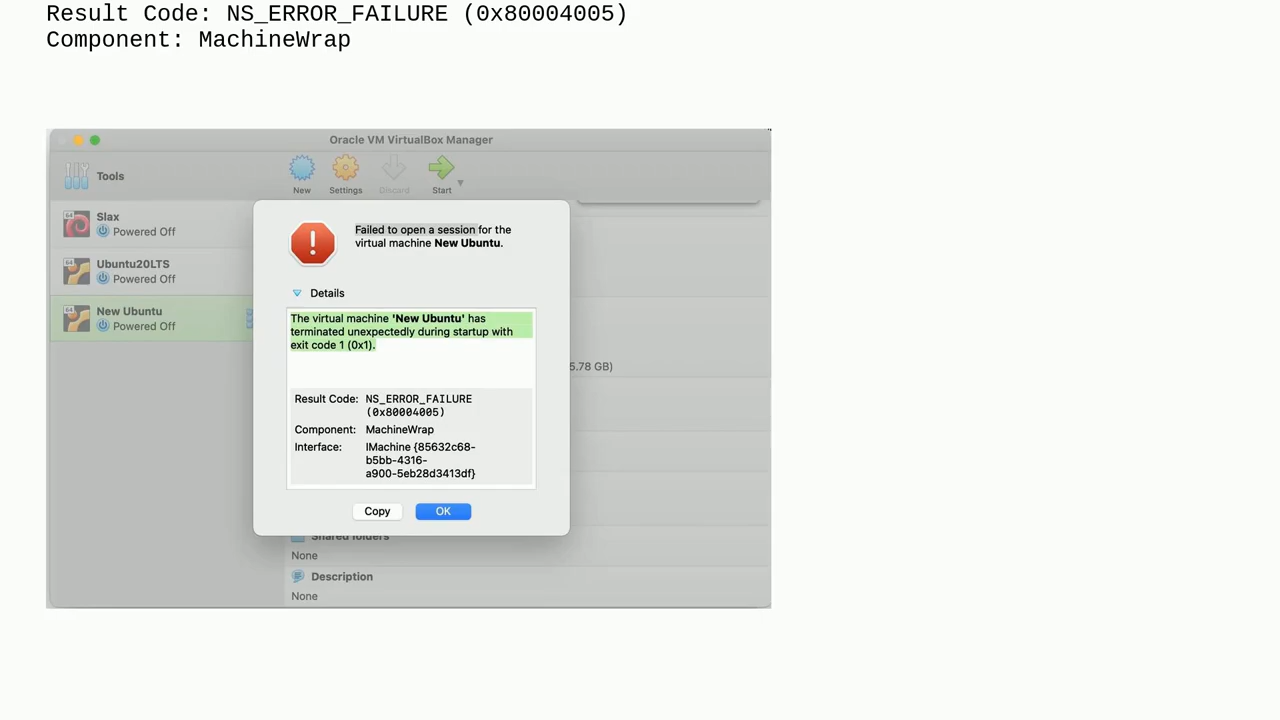 Result Code: NS_ERROR_FAILURE (0x80004005)
Component: MachineWrap
Oracle VM VirtualBox Manager
Tools
New
Settings
Discard
Start
64
Slax
Powered Off
64
Ubuntu20LTS
Powered Off
64
New Ubuntu
Powered Off
Failed to open a session for the
virtual machine New Ubuntu.
Details
The virtual machine 'New Ubuntu' has
terminated unexpectedly during startup with
exit code 1 (0x1).
Result Code: NS_ERROR_FAILURE
(0x80004005)
Component: MachineWrap
Interface: IMachine {85632c68-
b5bb-4316-
a900-5eb28d3413df}
Copy
OK
5.78 GB)
Shared folders
None
Description
None